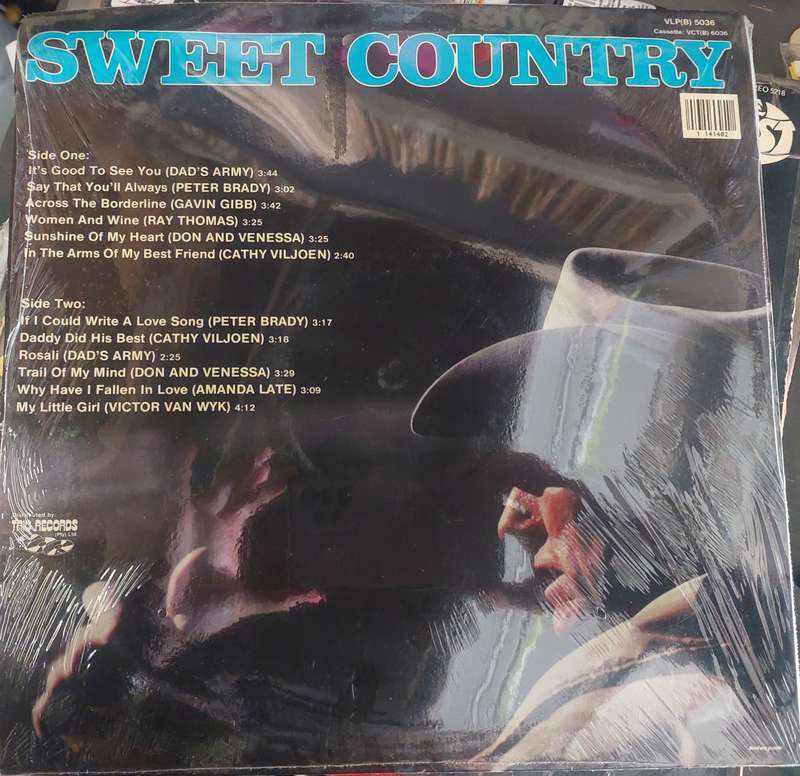 VLP(B) 5036
Cassette: VCT(B) 6036
SWEET COUNTRY
1 141402
EO 5218
Side One:
It's Good To See You (DAD'S ARMY) 3:44
Say That You'll Always (PETER BRADY) 3:02
Across The Borderline (GAVIN GIBB) 3:42
Women And Wine (RAY THOMAS) 3:25
Sunshine Of My Heart (DON AND VENESSA) 3:25
In The Arms Of My Best Friend (CATHY VILJOEN) 2:40
Side Two:
If I Could Write A Love Song (PETER BRADY) 3:17
Daddy Did His Best (CATHY VILJOEN) 3:18
Rosali (DAD'S ARMY) 2:25
Trail Of My Mind (DON AND VENESSA) 3:29
Why Have I Fallen In Love (AMANDA LATE) 3:09
My Little Girl (VICTOR VAN WYK) 4:12
Distributed by:
TRIO RECORDS
(Pty) Ltd.